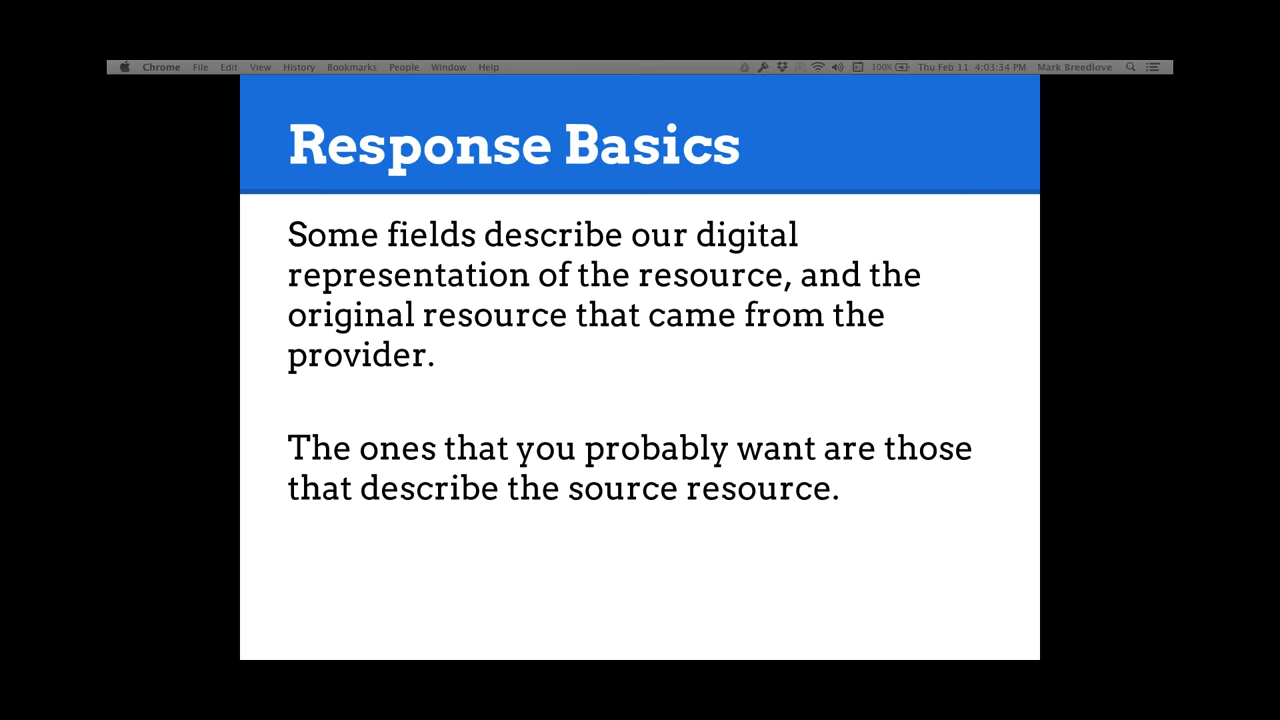 Chrome File Edit View History Bookmarks People Window Help 100% Thu Feb 11 4:03:34 PM Mark Breedlove
Response Basics
Some fields describe our digital
representation of the resource, and the
original resource that came from the
provider.
The ones that you probably want are those
that describe the source resource.